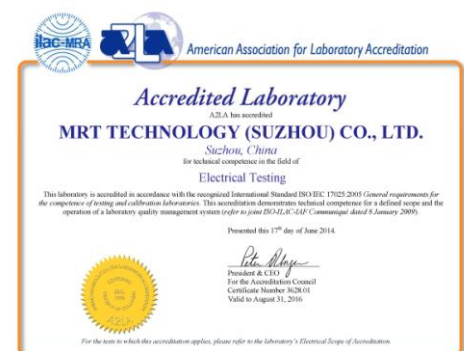 ilac-MRA
A2LA
American Association for Laboratory Accreditation
Accredited Laboratory
A2LA has accredited
MRT TECHNOLOGY (SUZHOU) CO., LTD.
Suzhou, China
for technical competence in the field of
Electrical Testing
This laboratory is accredited in accordance with the recognized International Standard ISO/IEC 17025:2005 General requirements for
the competence of testing and calibration laboratories. This accreditation demonstrates technical competence for a defined scope and the
operation of a laboratory quality management system (refer to joint ISO-ILAC-IAF Communiqué dated 8 January 2009).
Presented this 17th day of June 2014.
President & CEO
For the Accreditation Council
Certificate Number 3628.01
Valid to August 31, 2016
A2LA
For the tests to which this accreditation applies, please refer to the laboratory's Electrical Scope of Accreditation.